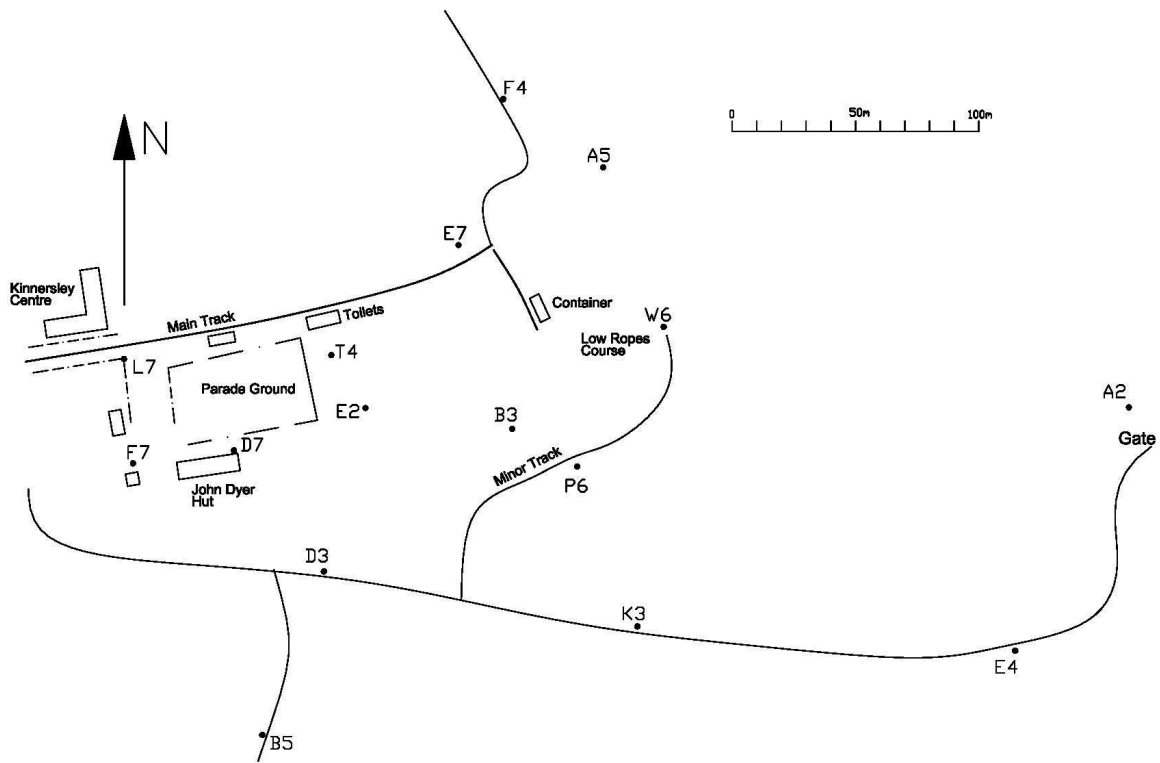 F4
0 50m 100m
N
A5
E7
Kinnersley
Centre
Container
Toilets
Main Track
W6
Low Ropes
Course
T4
L7
Parade Ground
A2
E2
B3
Gate
D7
F7
Minor Track
P6
John Dyer
Hut
D3
K3
E4
B5